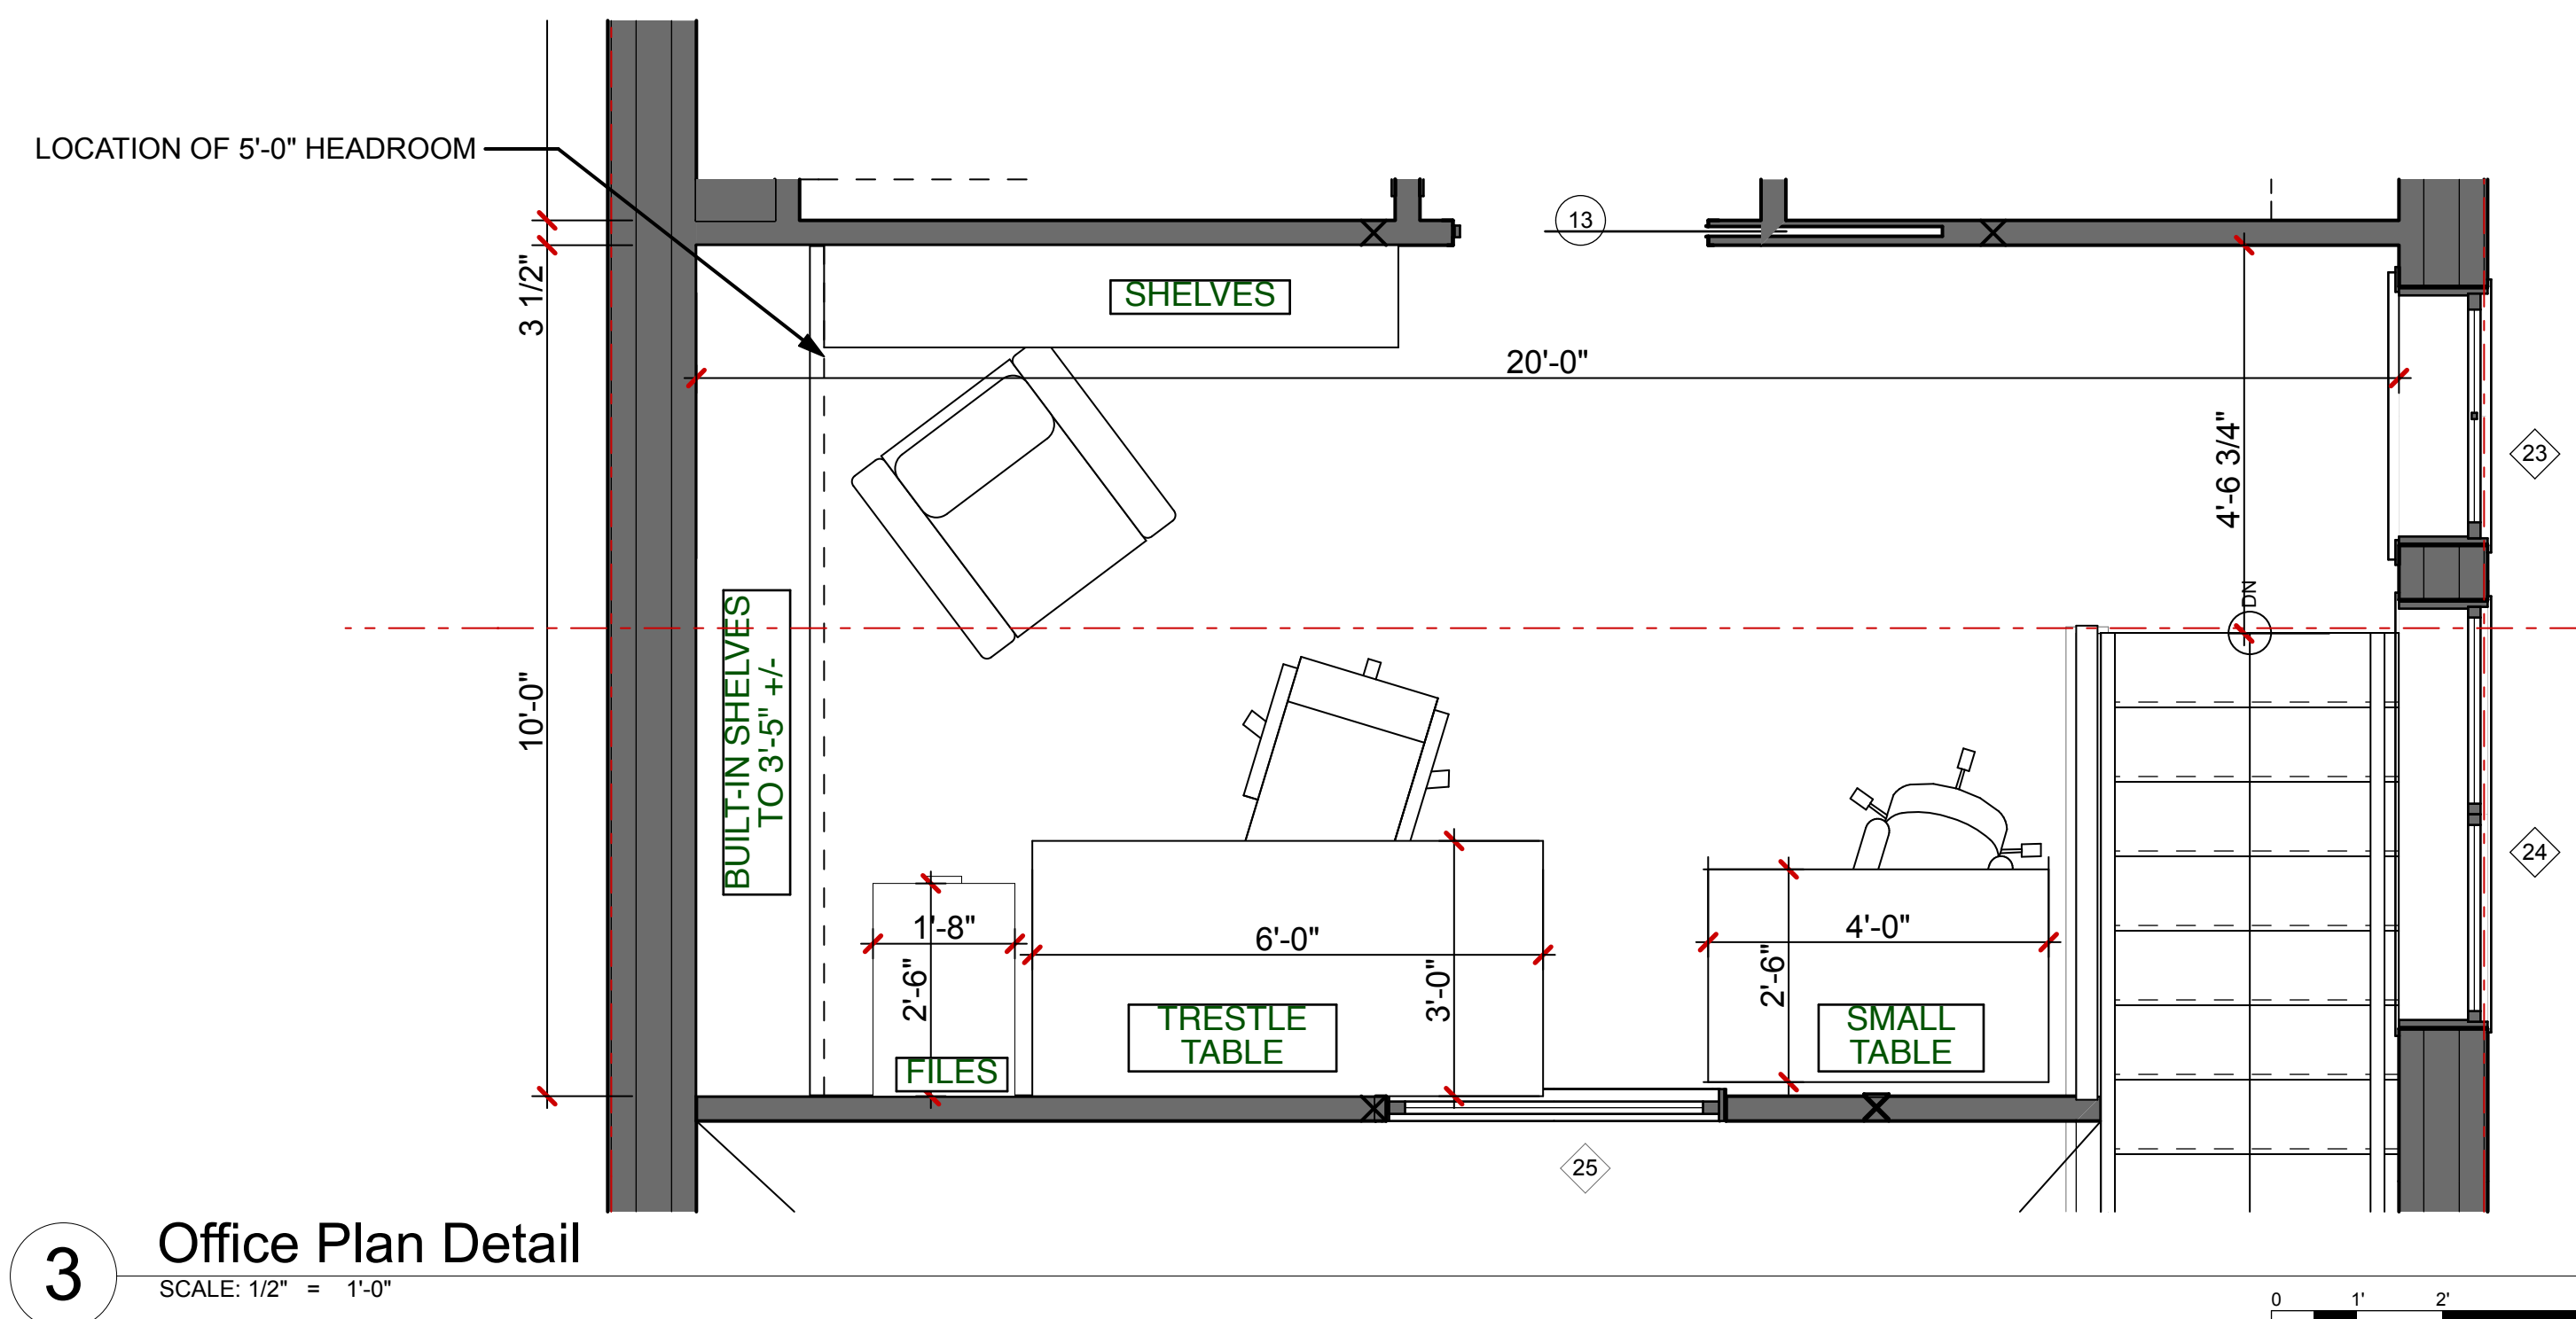 LOCATION OF 5'-0" HEADROOM
13
3 1/2"
SHELVES
20'-0"
4'-6 3/4"
23
DN
BUILT-IN SHELVES
TO 3'-5" +/-
10'-0"
24
1'-8"
6'-0"
4'-0"
2'-6"
3'-0"
2'-6"
TRESTLE
TABLE
SMALL
TABLE
FILES
25
3
Office Plan Detail
SCALE: 1/2" = 1'-0"
0 1' 2'